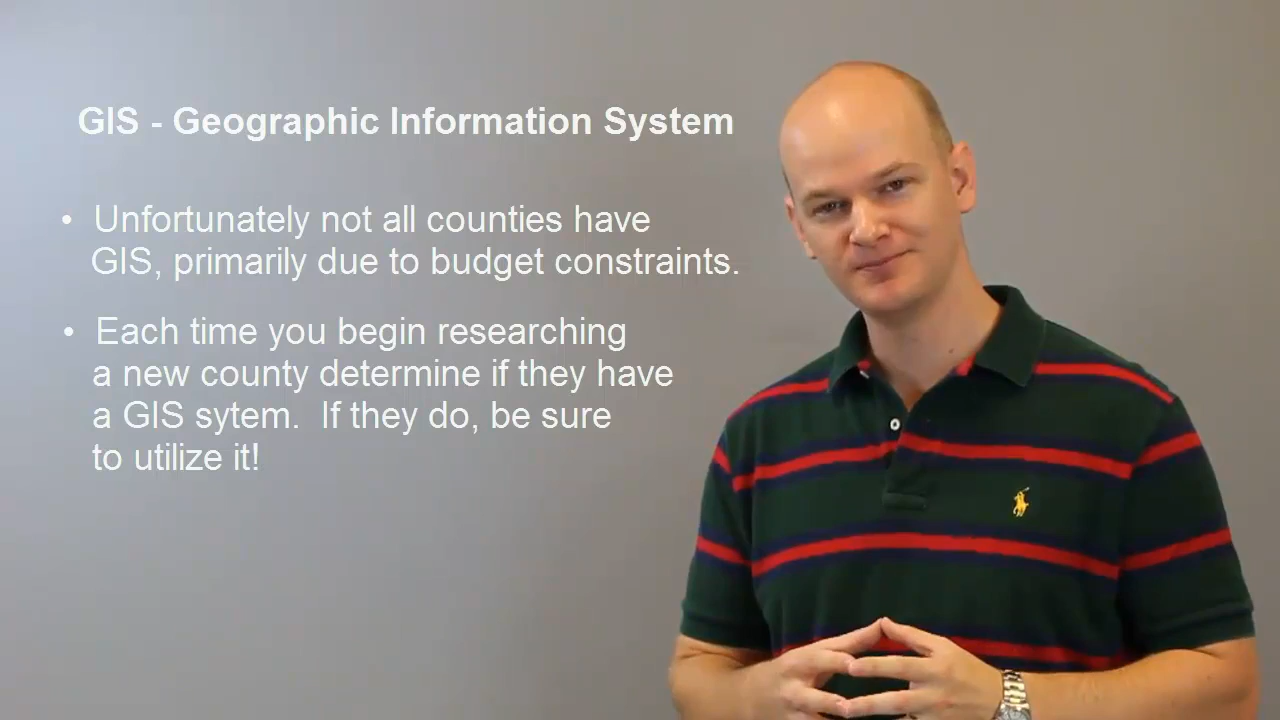 GIS - Geographic Information System
• Unfortunately not all counties have
GIS, primarily due to budget constraints.
• Each time you begin researching
a new county determine if they have
a GIS sytem.  If they do, be sure
to utilize it!